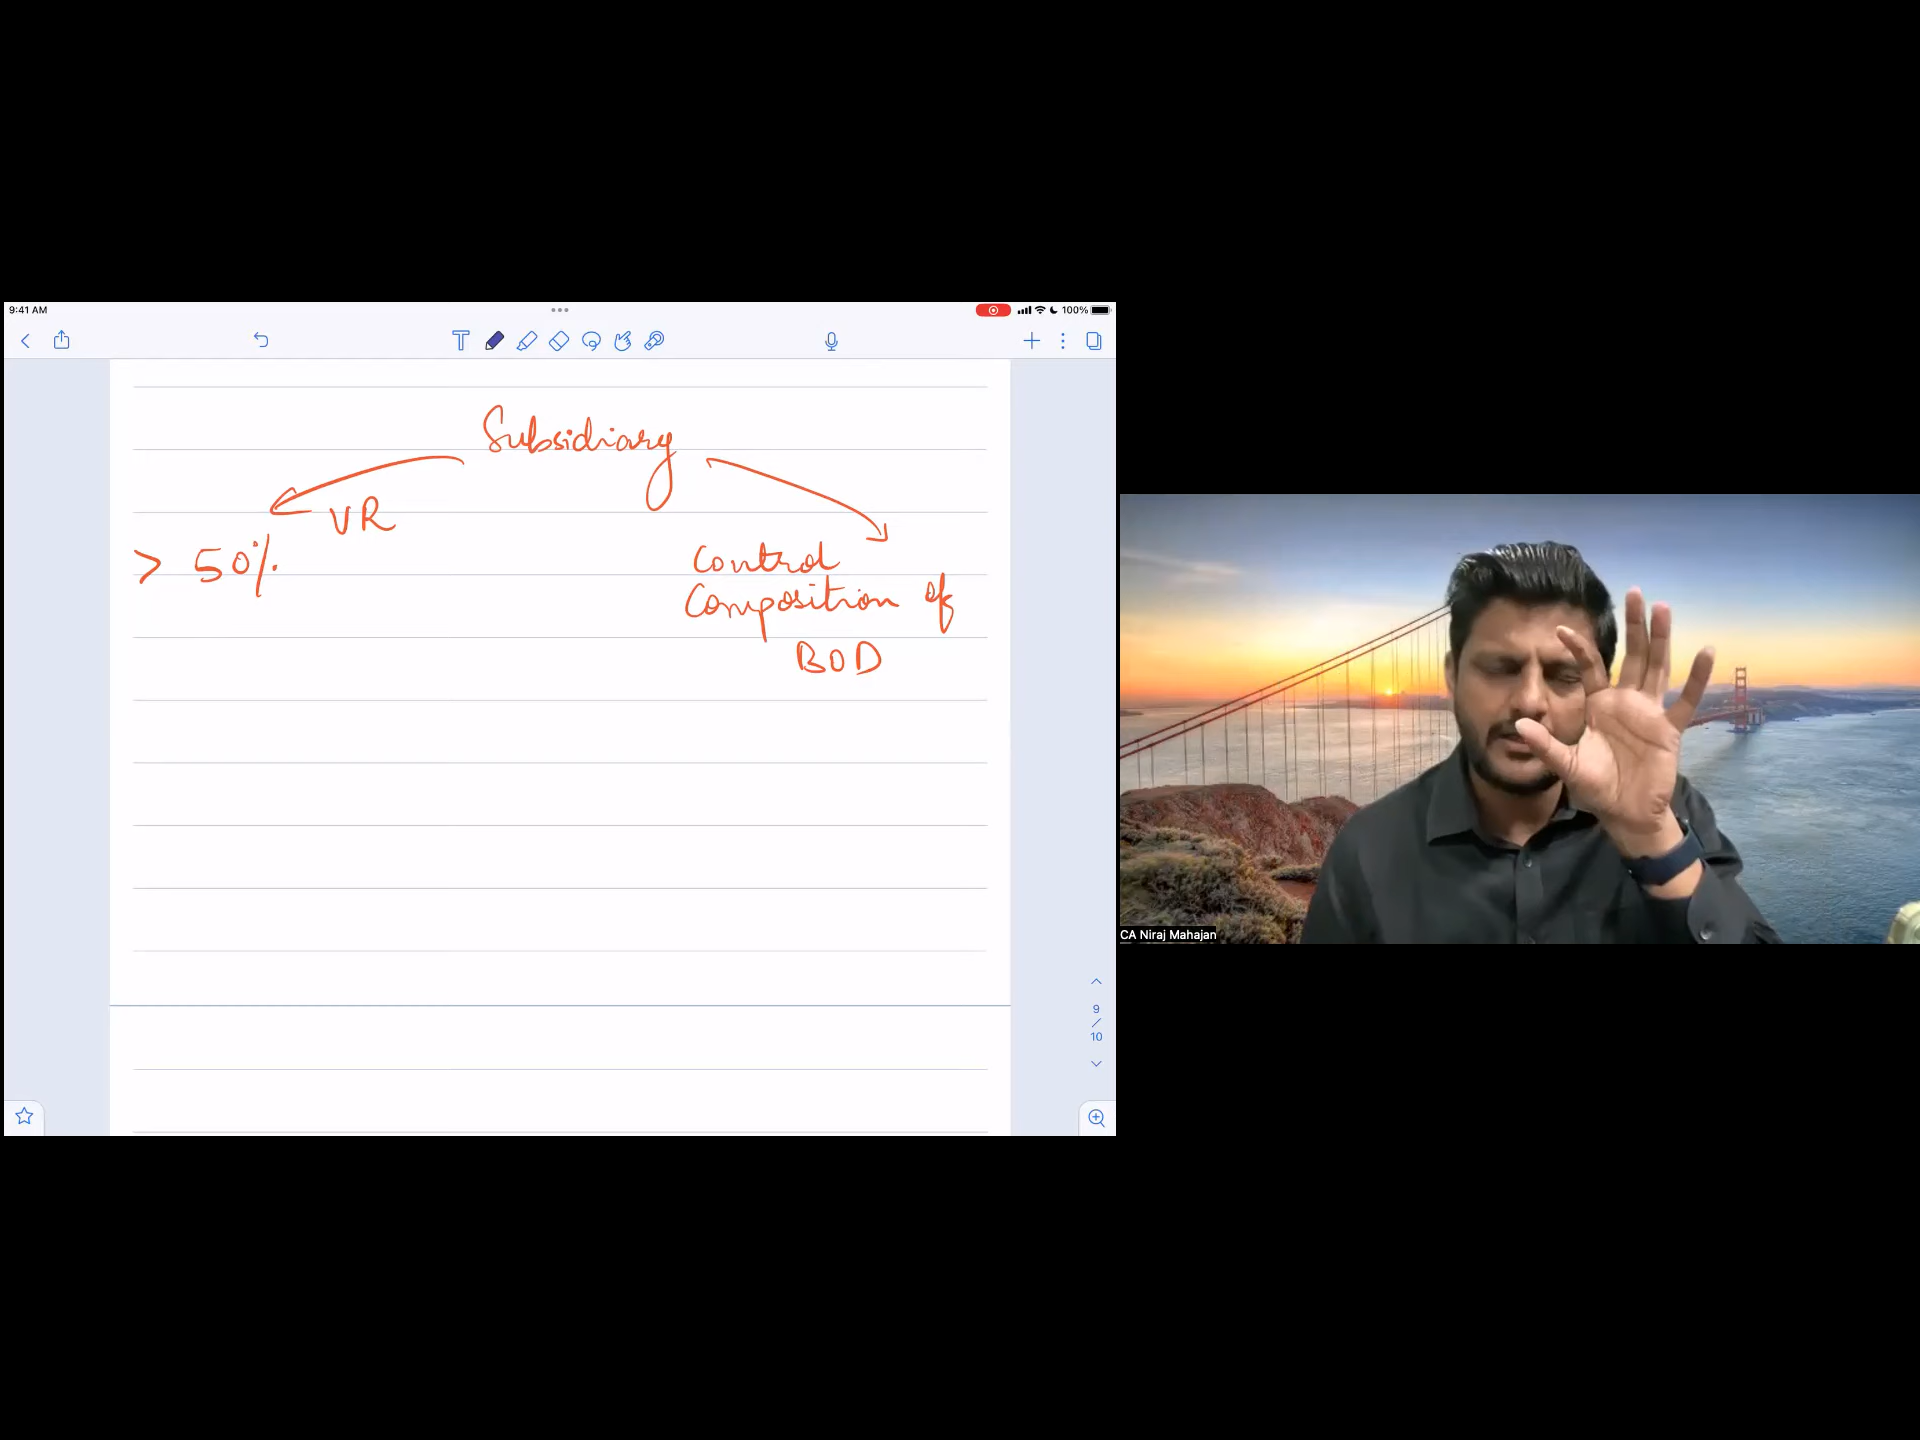 9:41 AM
100%
Subsidiary
VR
> 50%.
Control
Composition of
BOD
9
/
10
CA Niraj Mahajan